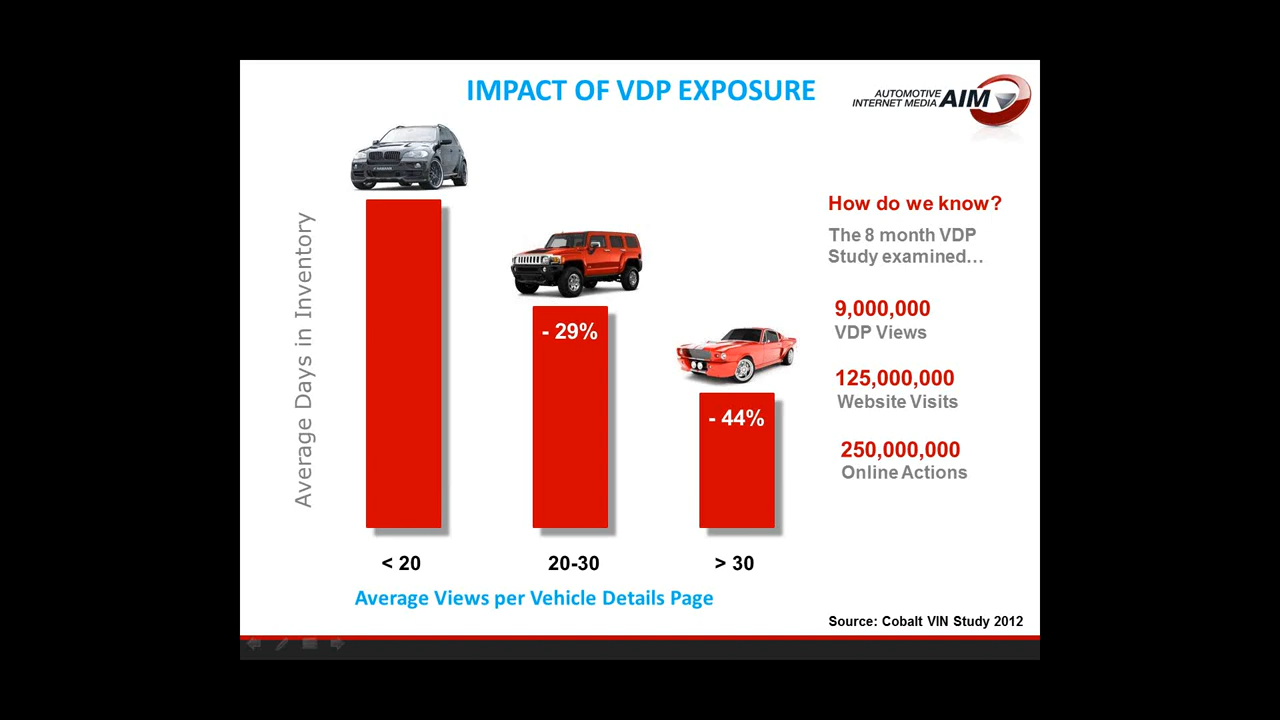 IMPACT OF VDP EXPOSURE
AUTOMOTIVE
INTERNET MEDIA AIM
Average Days in Inventory
- 29%
- 44%
< 20
20-30
> 30
Average Views per Vehicle Details Page
How do we know?
The 8 month VDP
Study examined...
9,000,000
VDP Views
125,000,000
Website Visits
250,000,000
Online Actions
Source: Cobalt VIN Study 2012